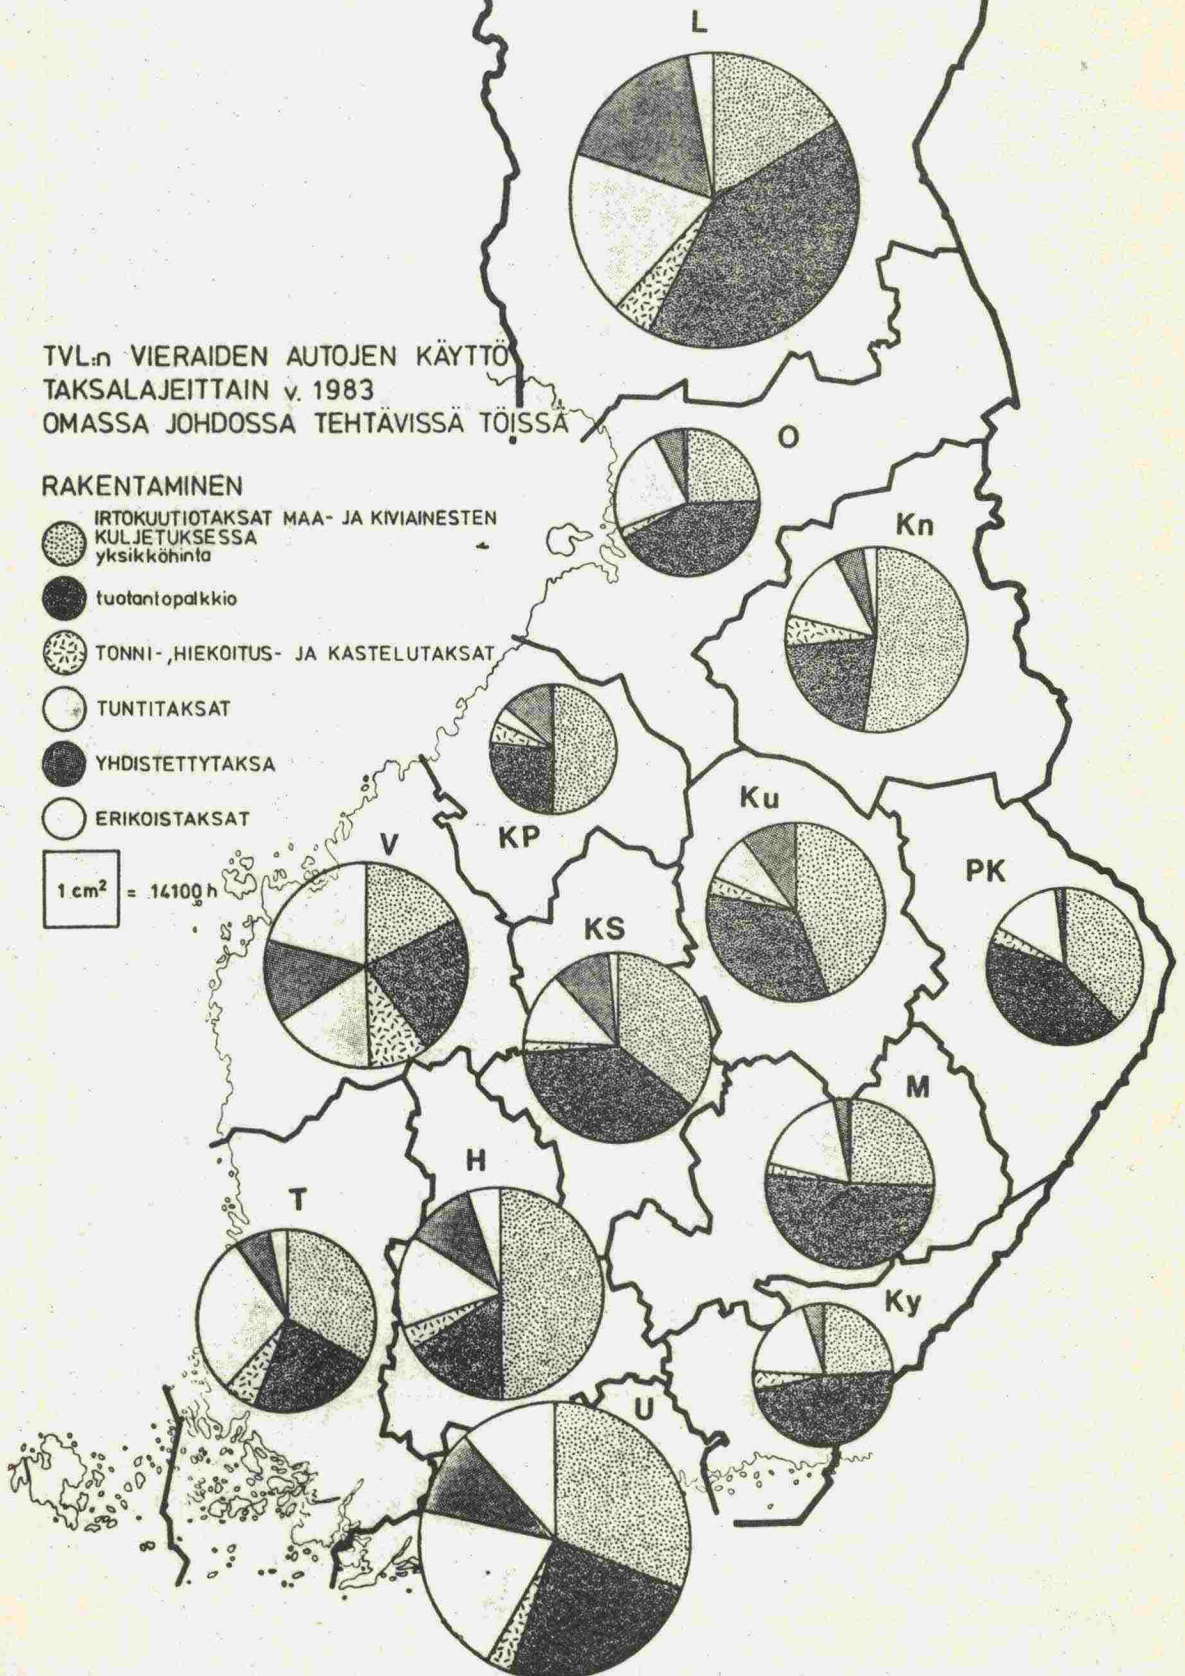 L
TVL:n VIERAIDEN AUTOJEN KÄYTTÖ
TAKSALAJEITTAIN v. 1983
OMASSA JOHDOSSA TEHTÄVISSÄ TÖISSÄ
O
RAKENTAMINEN
IRTOKUUTIOTAKSAT MAA- JA KIVIAINESTEN
KULJETUKSESSA
yksikköhinta
Kn
tuotantopalkkio
TONNI-,HIEKOITUS- JA KASTELUTAKSAT
TUNTITAKSAT
YHDISTETTYTAKSA
ERIKOISTAKSAT
Ku
KP
V
PK
1 cm² = 14100 h
KS
M
H
T
Ky
U